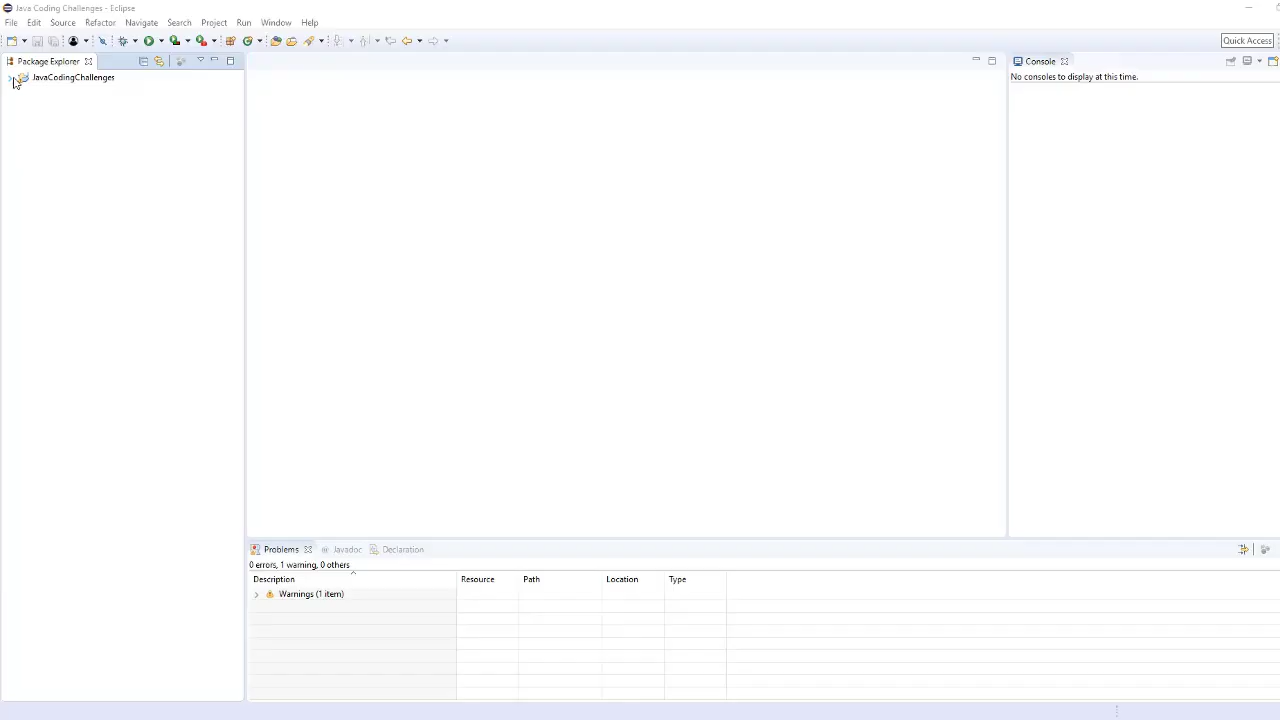 Java Coding Challenges - Eclipse
File Edit Source Refactor Navigate Search Project Run Window Help
Quick Access
Package Explorer
JavaCodingChallenges
Console
No consoles to display at this time.
Problems Javadoc Declaration
0 errors, 1 warning, 0 others
Description Resource Path Location Type
Warnings (1 item)